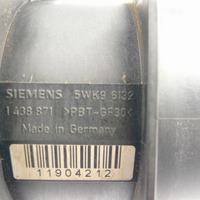 SIEMENS 5WK9 6132
1 438 871 >PBT-GF30<
Made in Germany
11904212